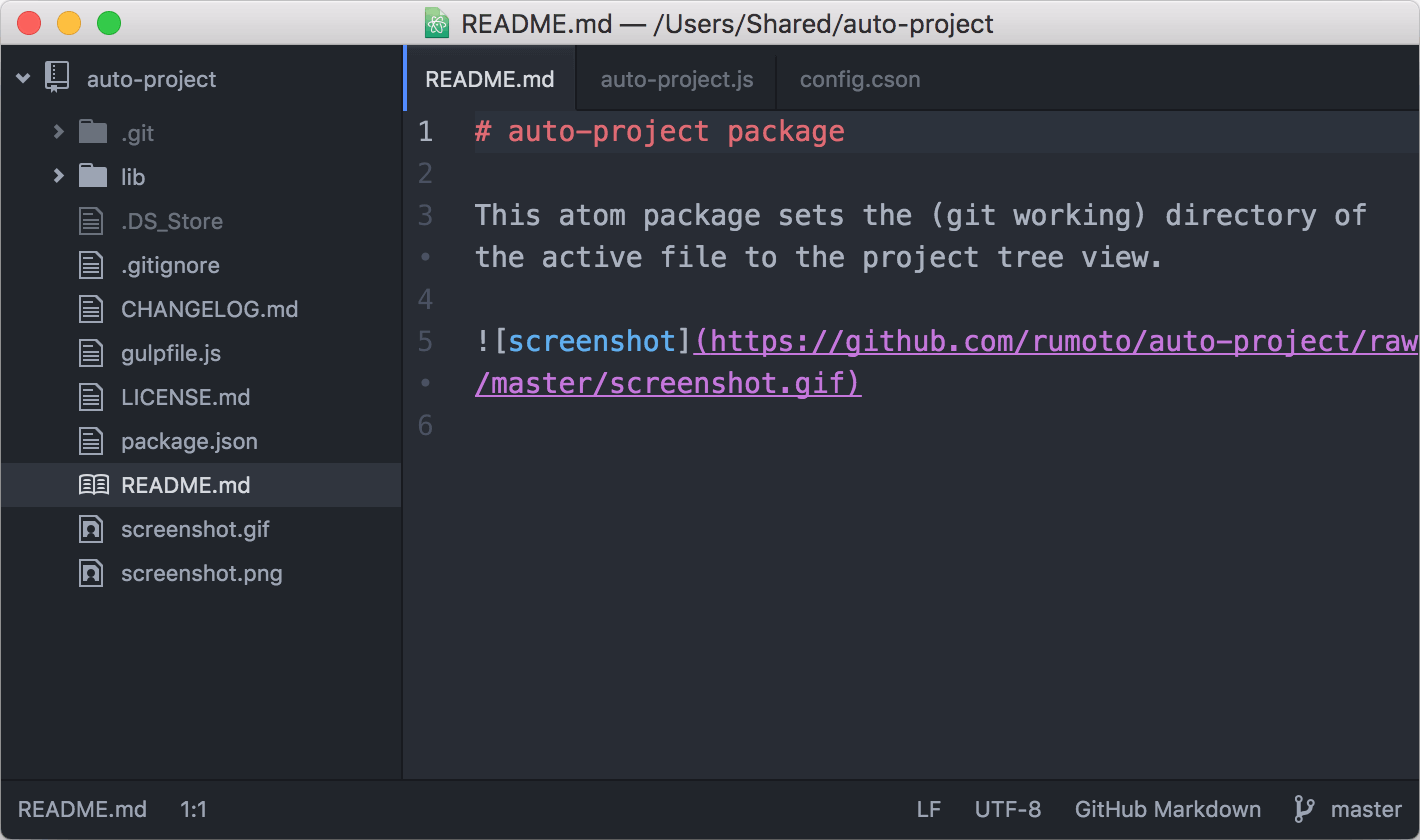 README.md — /Users/Shared/auto-project
auto-project
.git
lib
.DS_Store
.gitignore
CHANGELOG.md
gulpfile.js
LICENSE.md
package.json
README.md
screenshot.gif
screenshot.png
README.md auto-project.js config.cson
1 # auto-project package
2
3 This atom package sets the (git working) directory of
• the active file to the project tree view.
4
5 ![screenshot](https://github.com/rumoto/auto-project/raw
• /master/screenshot.gif)
6
README.md 1:1 LF UTF-8 GitHub Markdown master